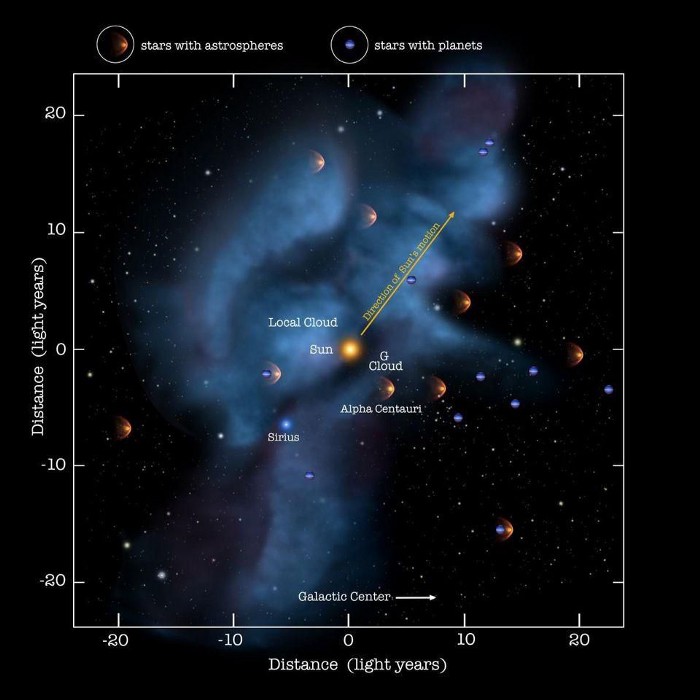 stars with astrospheres
stars with planets
20
10
0
-10
-20
Distance (light years)
Direction of Sun's motion
Local Cloud
Sun
G
Cloud
Alpha Centauri
Sirius
Galactic Center
-20
-10
0
10
20
Distance (light years)